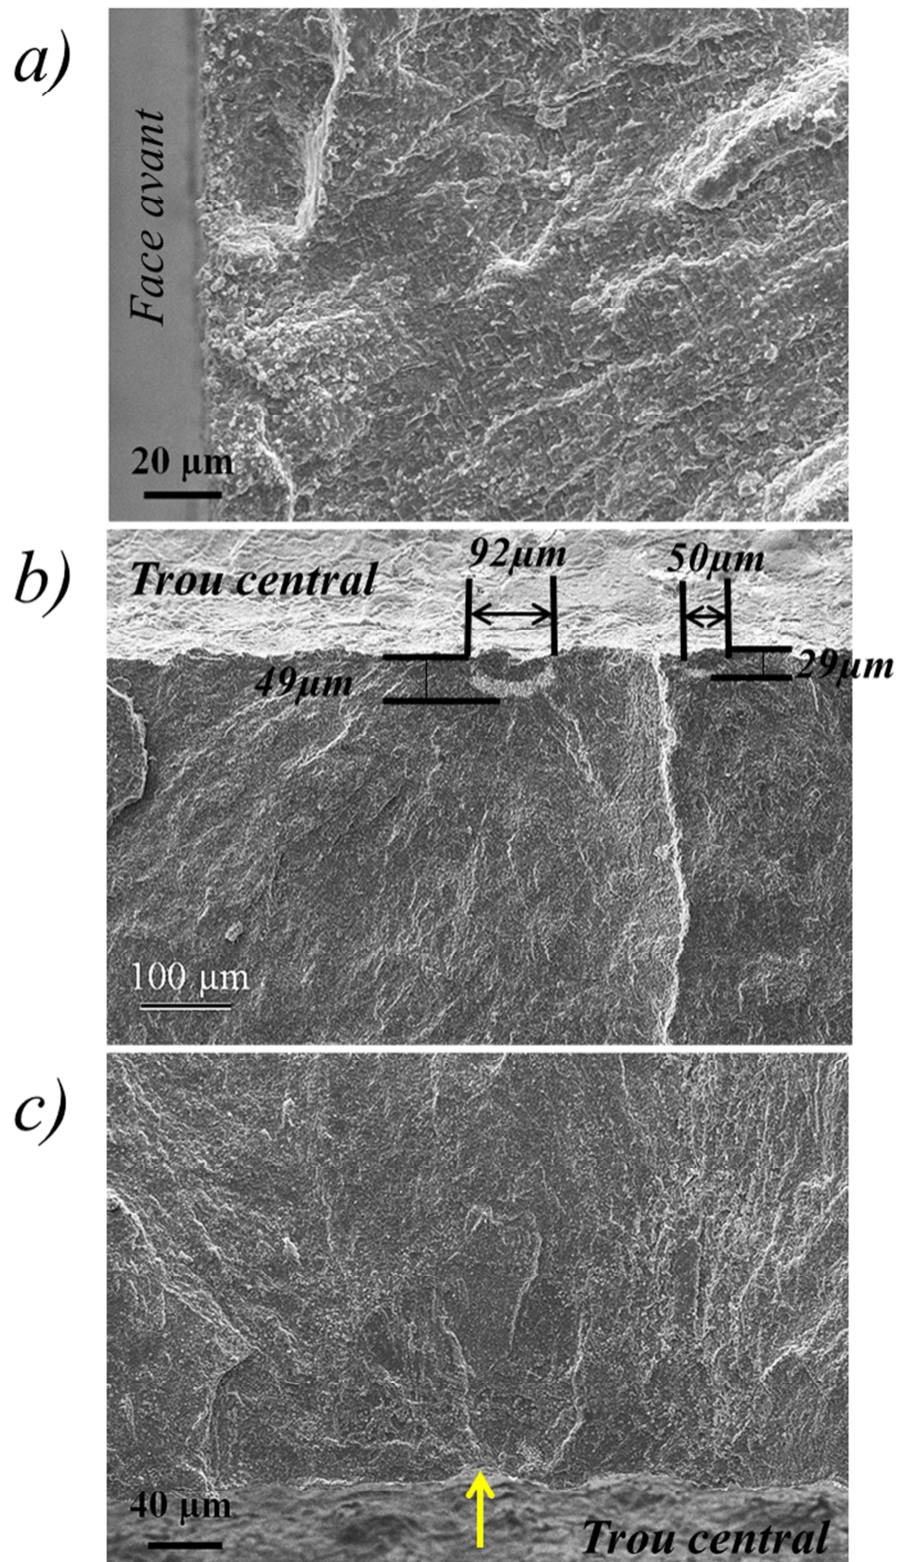 a)
Face avant
20 µm
b)
Trou central
92µm
50µm
49µm
29µm
100 µm
c)
40 µm
Trou central